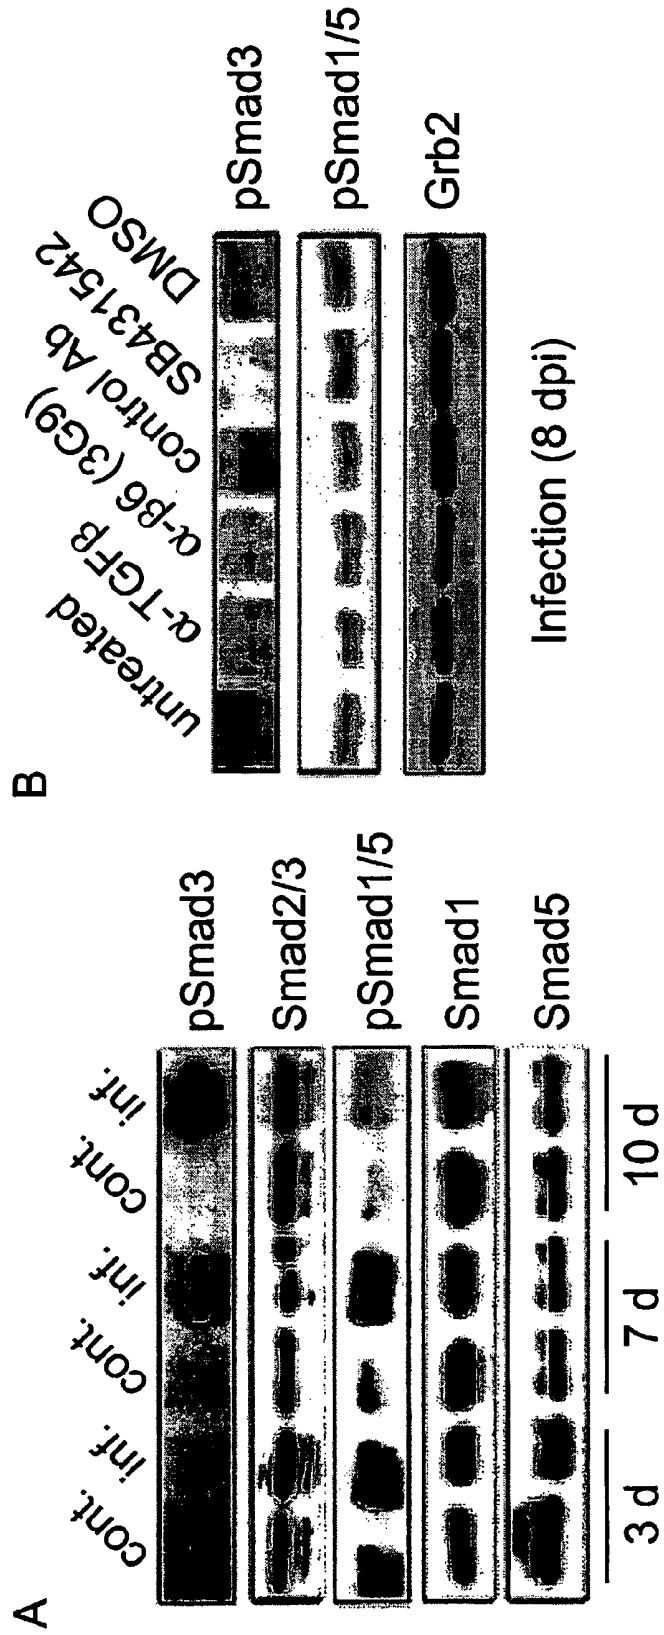 A
cont.
inf.
cont.
inf.
cont.
inf.
pSmad3
Smad2/3
pSmad1/5
Smad1
Smad5
3 d
7 d
10 d
B
untreated
α-TGFβ
α-β6 (3G9)
control Ab
SB431542
DMSO
pSmad3
pSmad1/5
Grb2
Infection (8 dpi)